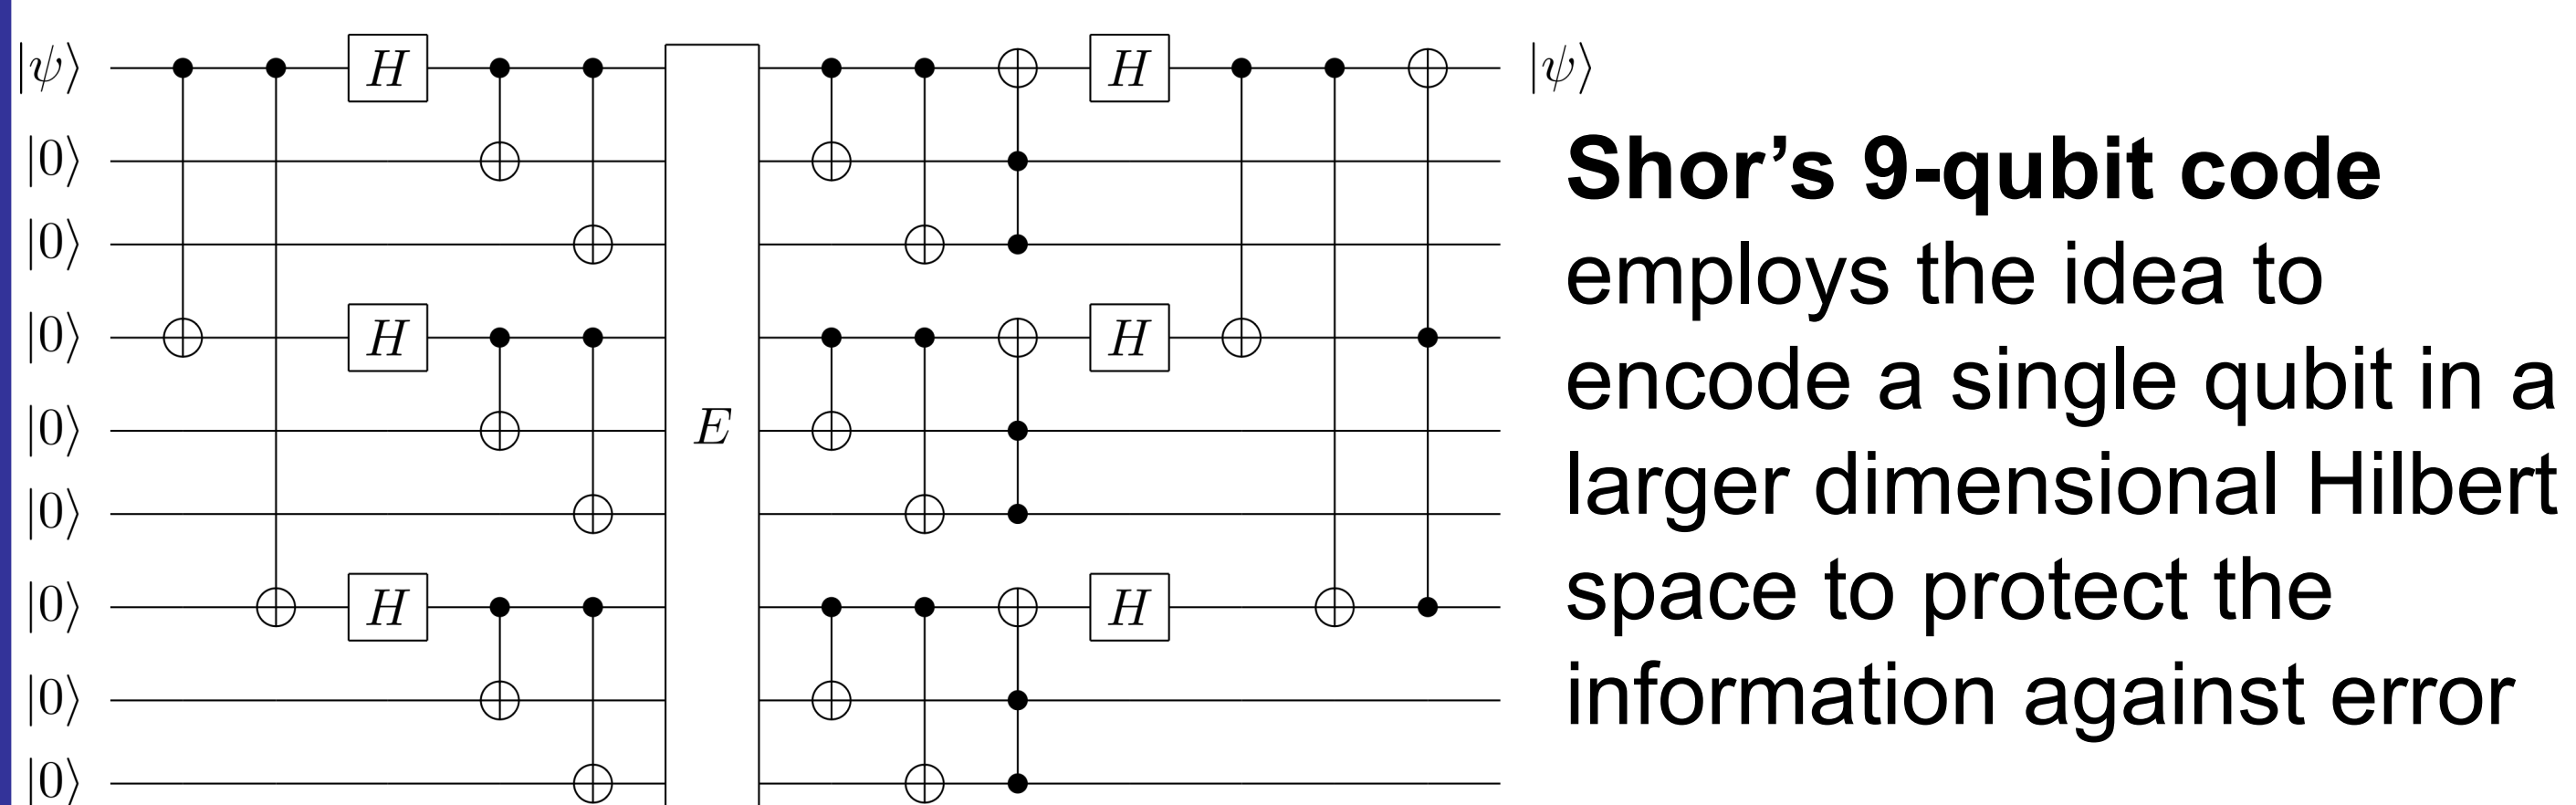 |ψ⟩ H H |ψ⟩
|0⟩
|0⟩
|0⟩ H H
|0⟩ E
|0⟩
|0⟩ H H
|0⟩
|0⟩
Shor’s 9-qubit code
employs the idea to
encode a single qubit in a
larger dimensional Hilbert
space to protect the
information against error